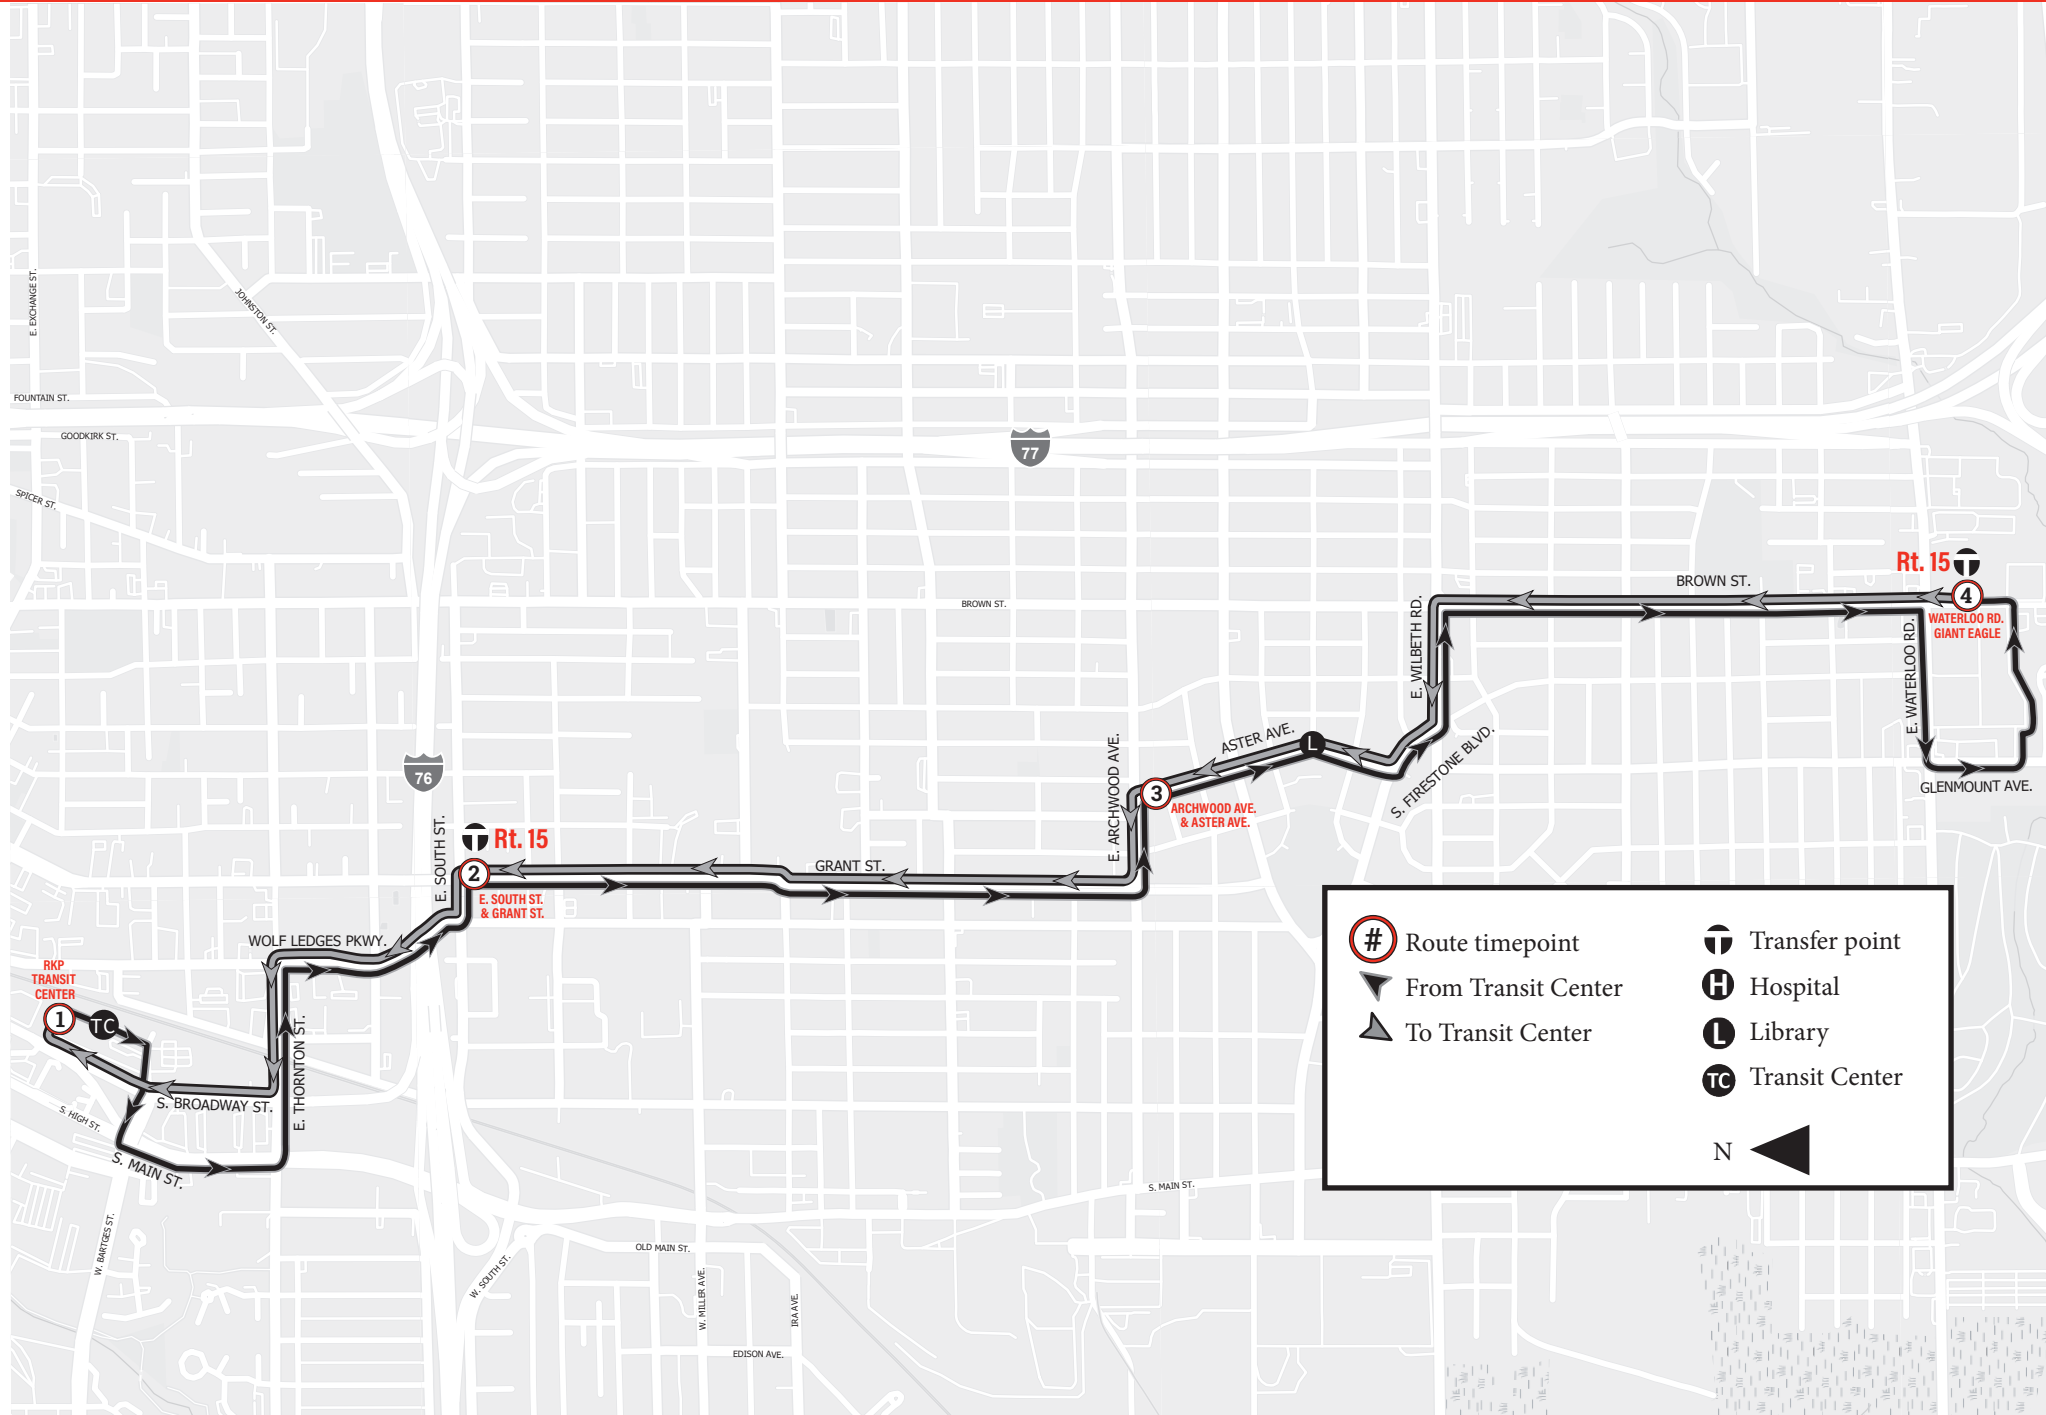 E. EXCHANGE ST.
JOHNSTON ST.
FOUNTAIN ST.
GOODKIRK ST.
SPICER ST.
77
76
BROWN ST.
BROWN ST.
Rt. 15
4
WATERLOO RD.
GIANT EAGLE
E. WATERLOO RD.
GLENMOUNT AVE.
E. WILBETH RD.
S. FIRESTONE BLVD.
ASTER AVE.
L
E. ARCHWOOD AVE.
3
ARCHWOOD AVE.
& ASTER AVE.
GRANT ST.
E. SOUTH ST.
Rt. 15
2
E. SOUTH ST.
& GRANT ST.
WOLF LEDGES PKWY.
RKP
TRANSIT
CENTER
1
TC
E. THORNTON ST.
S. BROADWAY ST.
S. HIGH ST.
S. MAIN ST.
W. BARTGES ST.
W. SOUTH ST.
OLD MAIN ST.
W. MILLER AVE.
IRA AVE.
EDISON AVE.
S. MAIN ST.
# Route timepoint
From Transit Center
To Transit Center
Transfer point
H Hospital
L Library
TC Transit Center
N